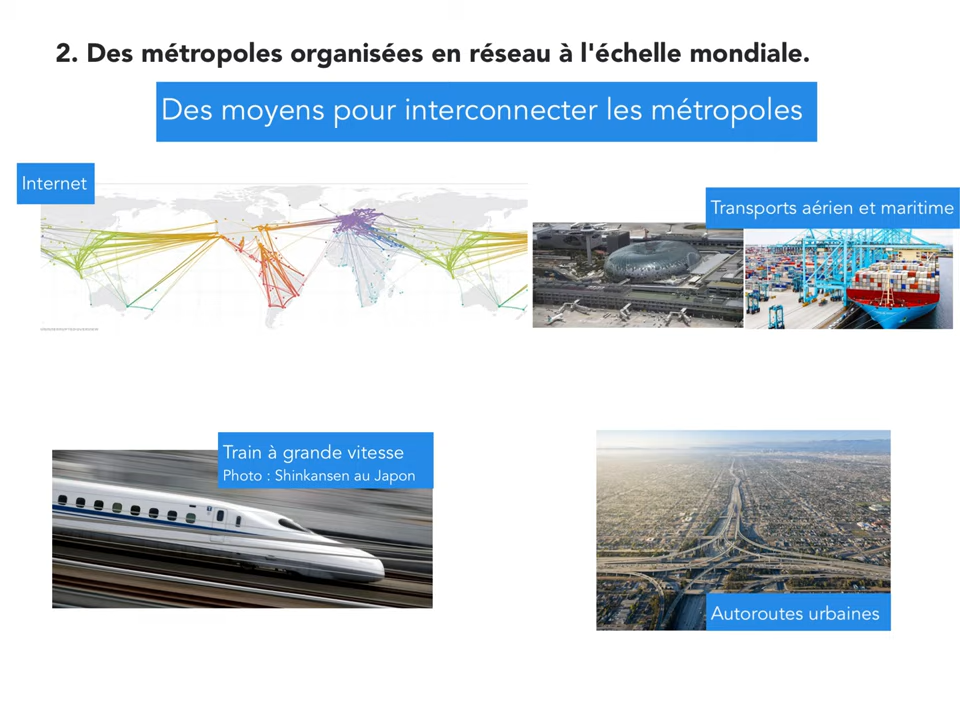 2. Des métropoles organisées en réseau à l'échelle mondiale.
Des moyens pour interconnecter les métropoles
Internet
Transports aérien et maritime
Train à grande vitesse
Photo : Shinkansen au Japon
Autoroutes urbaines